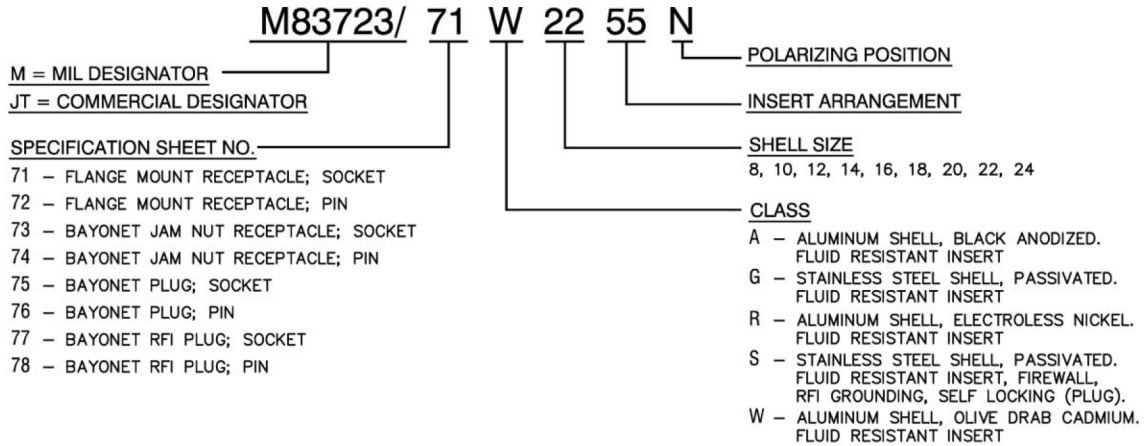 M83723/ 71 W 22 55 N
M = MIL DESIGNATOR
JT = COMMERCIAL DESIGNATOR
SPECIFICATION SHEET NO.
71 – FLANGE MOUNT RECEPTACLE; SOCKET
72 – FLANGE MOUNT RECEPTACLE; PIN
73 – BAYONET JAM NUT RECEPTACLE; SOCKET
74 – BAYONET JAM NUT RECEPTACLE; PIN
75 – BAYONET PLUG; SOCKET
76 – BAYONET PLUG; PIN
77 – BAYONET RFI PLUG; SOCKET
78 – BAYONET RFI PLUG; PIN
POLARIZING POSITION
INSERT ARRANGEMENT
SHELL SIZE
8, 10, 12, 14, 16, 18, 20, 22, 24
CLASS
A – ALUMINUM SHELL, BLACK ANODIZED.
FLUID RESISTANT INSERT
G – STAINLESS STEEL SHELL, PASSIVATED.
FLUID RESISTANT INSERT
R – ALUMINUM SHELL, ELECTROLESS NICKEL.
FLUID RESISTANT INSERT
S – STAINLESS STEEL SHELL, PASSIVATED.
FLUID RESISTANT INSERT, FIREWALL,
RFI GROUNDING, SELF LOCKING (PLUG).
W – ALUMINUM SHELL, OLIVE DRAB CADMIUM.
FLUID RESISTANT INSERT